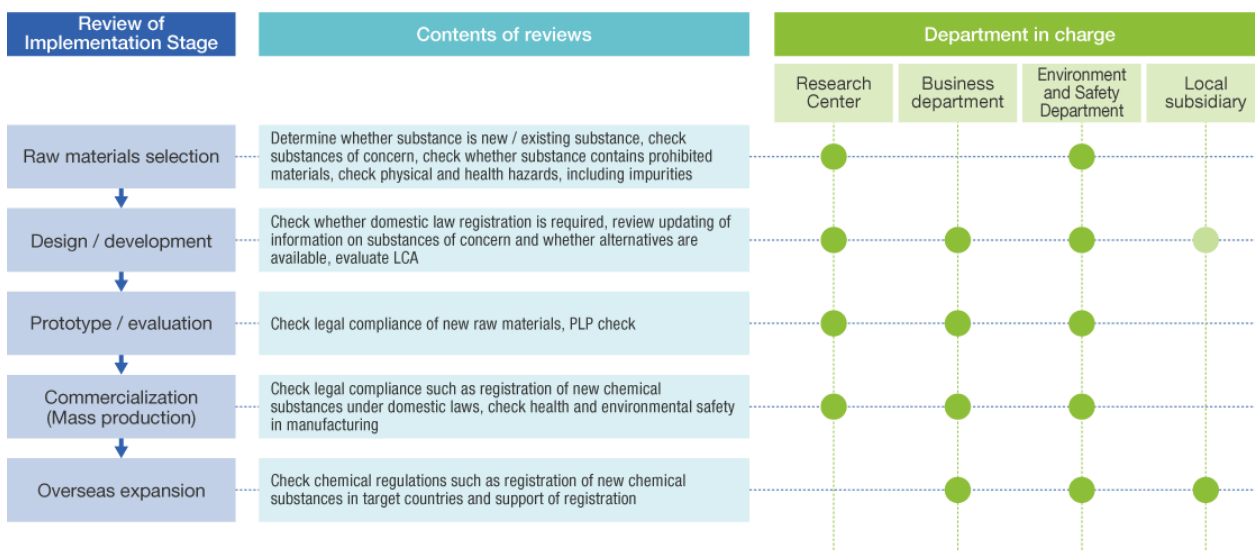 Review of
Implementation Stage
Contents of reviews
Department in charge
Research
Center
Business
department
Environment
and Safety
Department
Local
subsidiary
Raw materials selection
Determine whether substance is new / existing substance, check
substances of concern, check whether substance contains prohibited
materials, check physical and health hazards, including impurities
Design / development
Check whether domestic law registration is required, review updating of
information on substances of concern and whether alternatives are
available, evaluate LCA
Prototype / evaluation
Check legal compliance of new raw materials, PLP check
Commercialization
(Mass production)
Check legal compliance such as registration of new chemical
substances under domestic laws, check health and environmental safety
in manufacturing
Overseas expansion
Check chemical regulations such as registration of new chemical
substances in target countries and support of registration